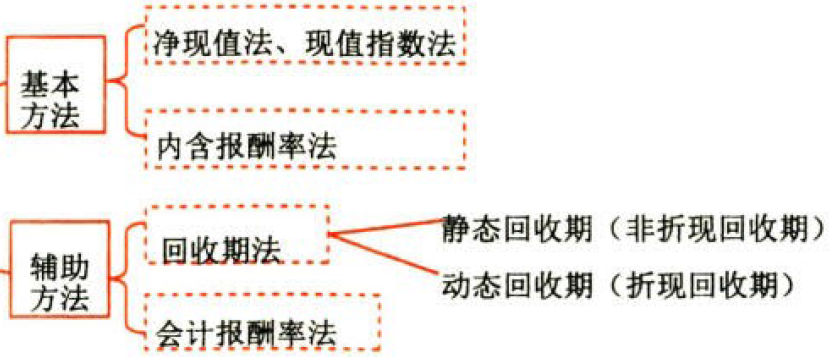 净现值法、现值指数法
基本
方法
内含报酬率法
回收期法
静态回收期（非折现回收期）
动态回收期（折现回收期）
辅助
方法
会计报酬率法